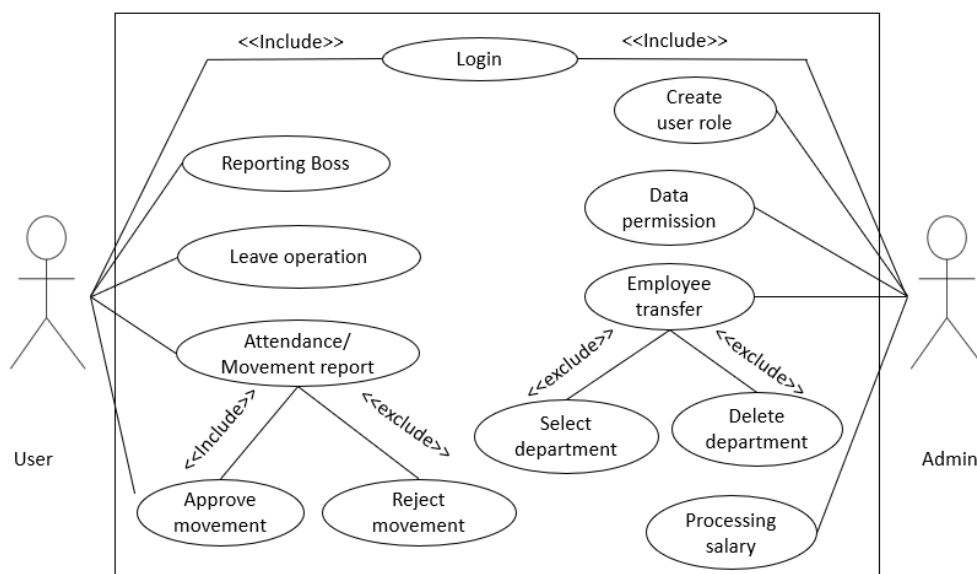 <<Include>>
Login
<<Include>>
Create
user role
Reporting Boss
Data
permission
Leave operation
Employee
transfer
Attendance/
Movement report
<<exclude>>
<<exclude>>
<<Include>>
<<exclude>>
Select
department
Delete
department
User
Admin
Approve
movement
Reject
movement
Processing
salary